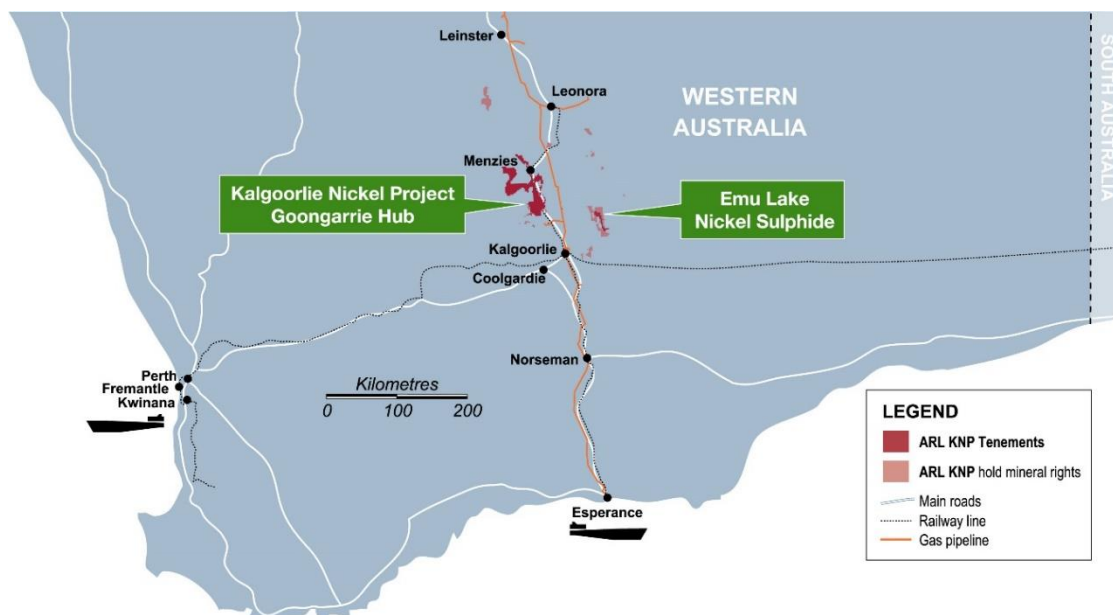 Leinster
Leonora
WESTERN
AUSTRALIA
SOUTH AUSTRALIA
Menzies
Kalgoorlie Nickel Project
Goongarrie Hub
Emu Lake
Nickel Sulphide
Kalgoorlie
Coolgardie
Norseman
Perth
Fremantle
Kwinana
Kilometres
0 100 200
Esperance
LEGEND
ARL KNP Tenements
ARL KNP hold mineral rights
Main roads
Railway line
Gas pipeline